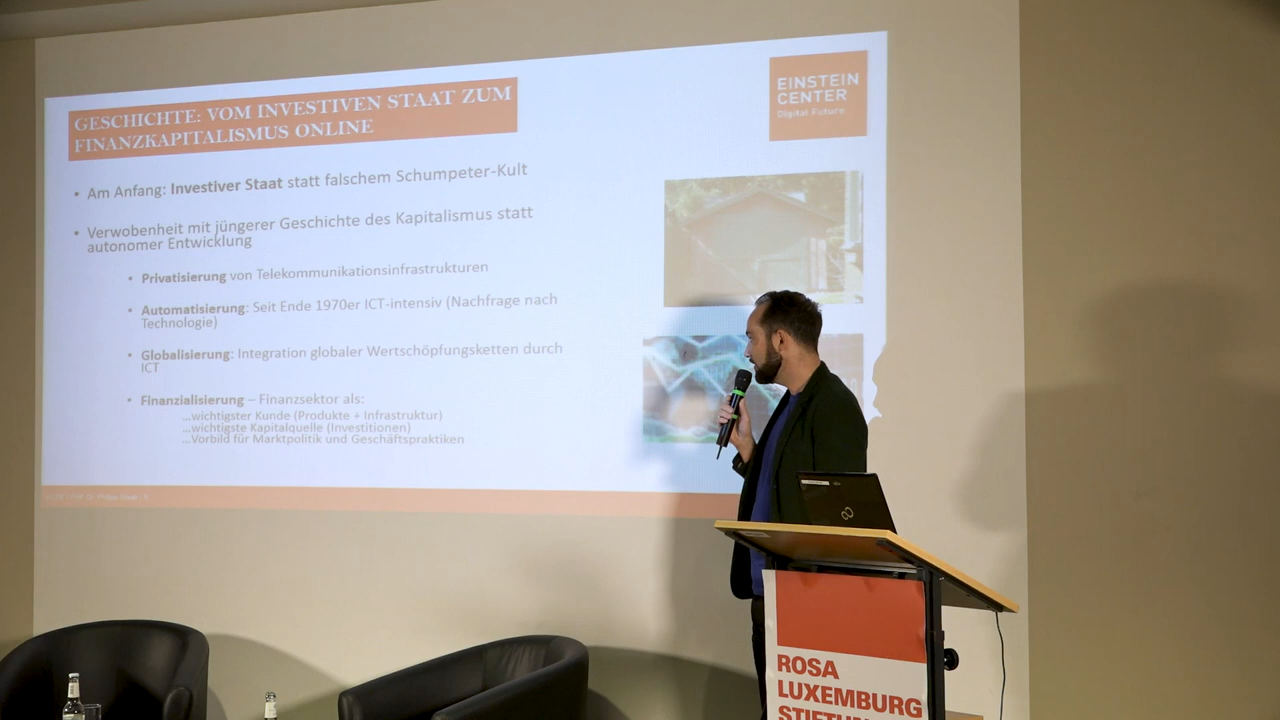 GESCHICHTE: VOM INVESTIVEN STAAT ZUM
FINANZKAPITALISMUS ONLINE
EINSTEIN
CENTER
Digital Future
• Am Anfang: Investiver Staat statt falschem Schumpeter-Kult
• Verwobenheit mit jüngerer Geschichte des Kapitalismus statt
autonomer Entwicklung
• Privatisierung von Telekommunikationsinfrastrukturen
• Automatisierung: Seit Ende 1970er ICT-intensiv (Nachfrage nach
Technologie)
• Globalisierung: Integration globaler Wertschöpfungsketten durch
ICT
• Finanzialisierung – Finanzsektor als:
...wichtigster Kunde (Produkte + Infrastruktur)
...wichtigste Kapitalquelle (Investitionen)
...Vorbild für Marktpolitik und Geschäftspraktiken
ROSA
LUXEMBURG
STIFTUNG